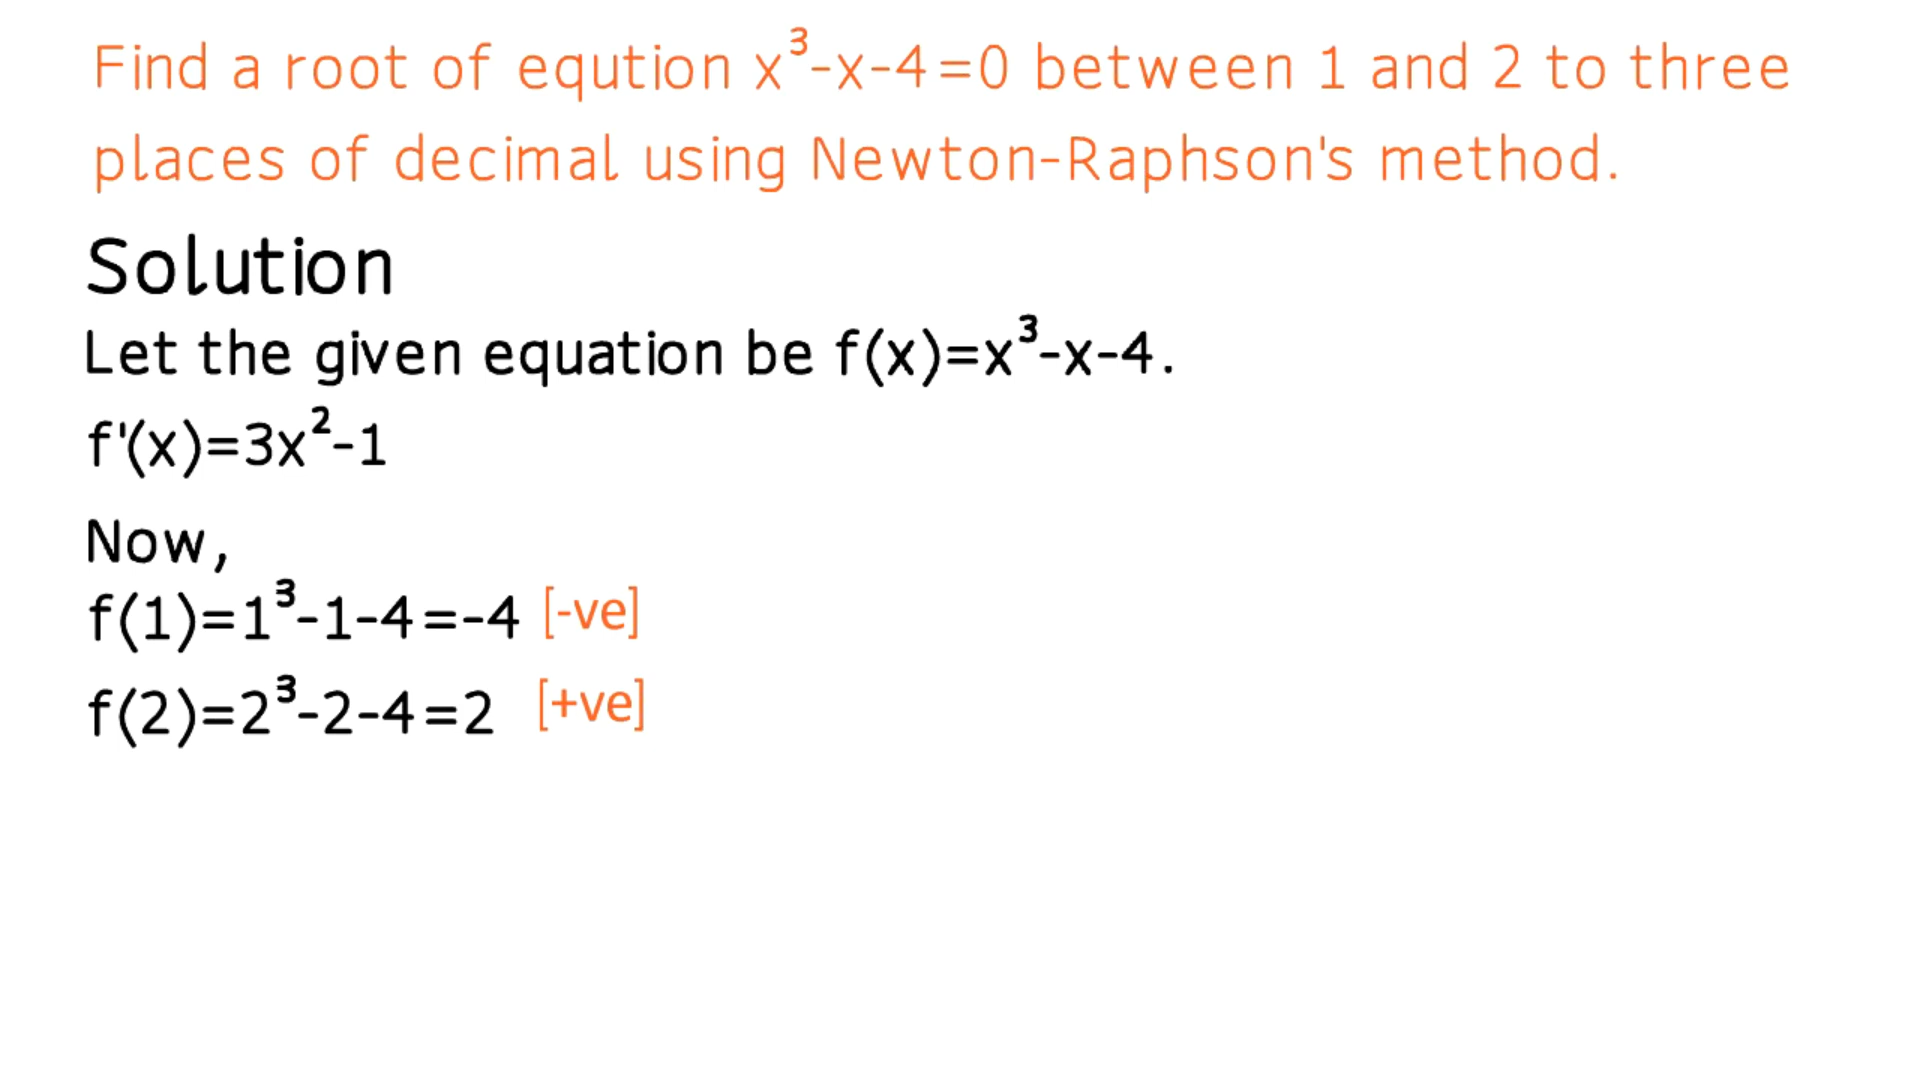 Find a root of eqution x³-x-4=0 between 1 and 2 to three
places of decimal using Newton-Raphson's method.
Solution
Let the given equation be f(x)=x³-x-4.
f'(x)=3x²-1
Now,
f(1)=1³-1-4=-4 [-ve]
f(2)=2³-2-4=2 [+ve]